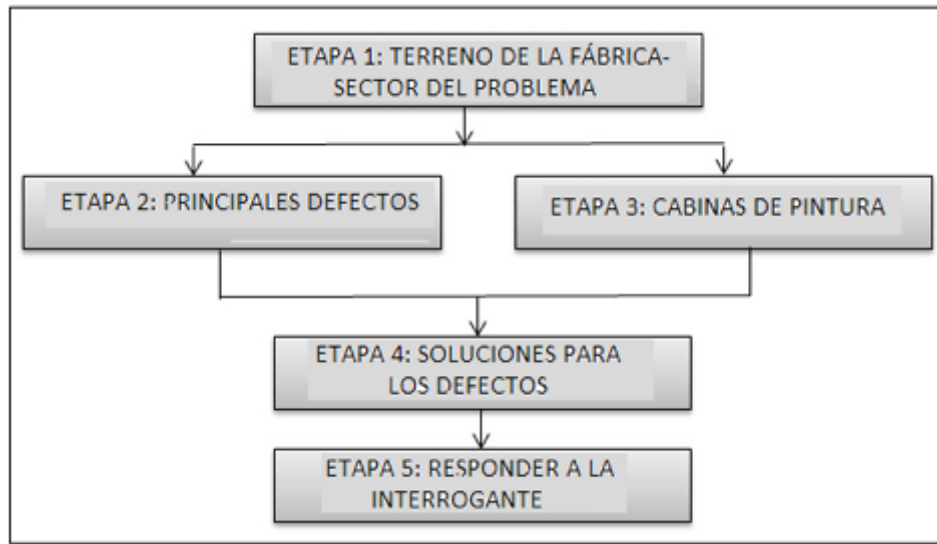 ETAPA 1: TERRENO DE LA FÁBRICA-
SECTOR DEL PROBLEMA
ETAPA 2: PRINCIPALES DEFECTOS
ETAPA 3: CABINAS DE PINTURA
ETAPA 4: SOLUCIONES PARA
LOS DEFECTOS
ETAPA 5: RESPONDER A LA
INTERROGANTE